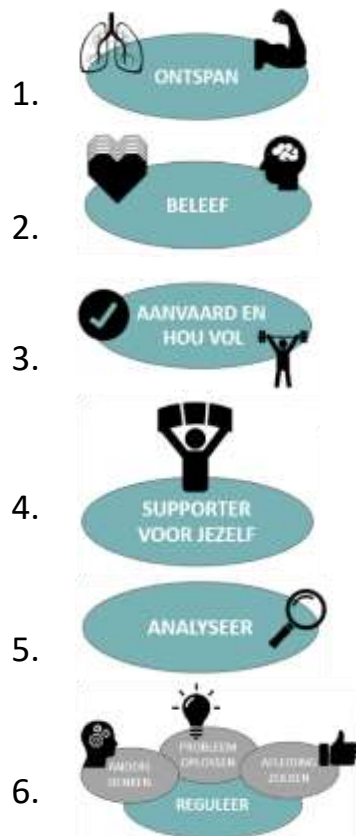 1.
ONTSPAN
2.
BELEEF
3.
AANVAARD EN
HOU VOL
4.
SUPPORTER
VOOR JEZELF
5.
ANALYSEER
6.
PROBLEEM
OPLOSSEN
ANDERS
DENKEN
AFLEIDING
ZOEKEN
REGULEER